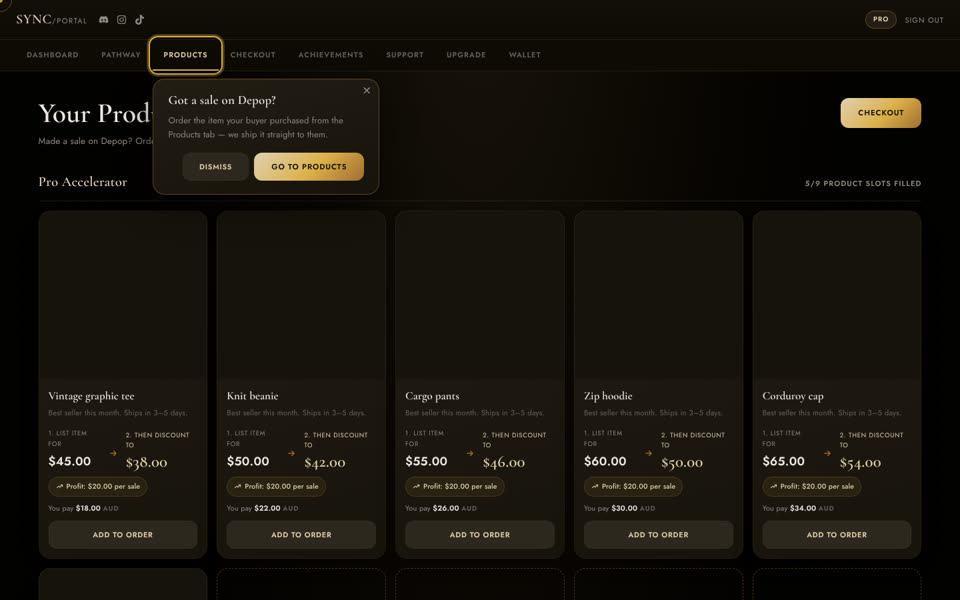 SYNC/PORTAL
PRO
SIGN OUT
DASHBOARD
PATHWAY
PRODUCTS
CHECKOUT
ACHIEVEMENTS
SUPPORT
UPGRADE
WALLET
Your Prod
Made a sale on Depop? Orde
CHECKOUT
Got a sale on Depop?
Order the item your buyer purchased from the
Products tab — we ship it straight to them.
DISMISS
GO TO PRODUCTS
Pro Accelerator
5/9 PRODUCT SLOTS FILLED
Vintage graphic tee
Best seller this month. Ships in 3–5 days.
1. LIST ITEM
FOR
$45.00
2. THEN DISCOUNT
TO
$38.00
Profit: $20.00 per sale
You pay $18.00 AUD
ADD TO ORDER
Knit beanie
Best seller this month. Ships in 3–5 days.
1. LIST ITEM
FOR
$50.00
2. THEN DISCOUNT
TO
$42.00
Profit: $20.00 per sale
You pay $22.00 AUD
ADD TO ORDER
Cargo pants
Best seller this month. Ships in 3–5 days.
1. LIST ITEM
FOR
$55.00
2. THEN DISCOUNT
TO
$46.00
Profit: $20.00 per sale
You pay $26.00 AUD
ADD TO ORDER
Zip hoodie
Best seller this month. Ships in 3–5 days.
1. LIST ITEM
FOR
$60.00
2. THEN DISCOUNT
TO
$50.00
Profit: $20.00 per sale
You pay $30.00 AUD
ADD TO ORDER
Corduroy cap
Best seller this month. Ships in 3–5 days.
1. LIST ITEM
FOR
$65.00
2. THEN DISCOUNT
TO
$54.00
Profit: $20.00 per sale
You pay $34.00 AUD
ADD TO ORDER